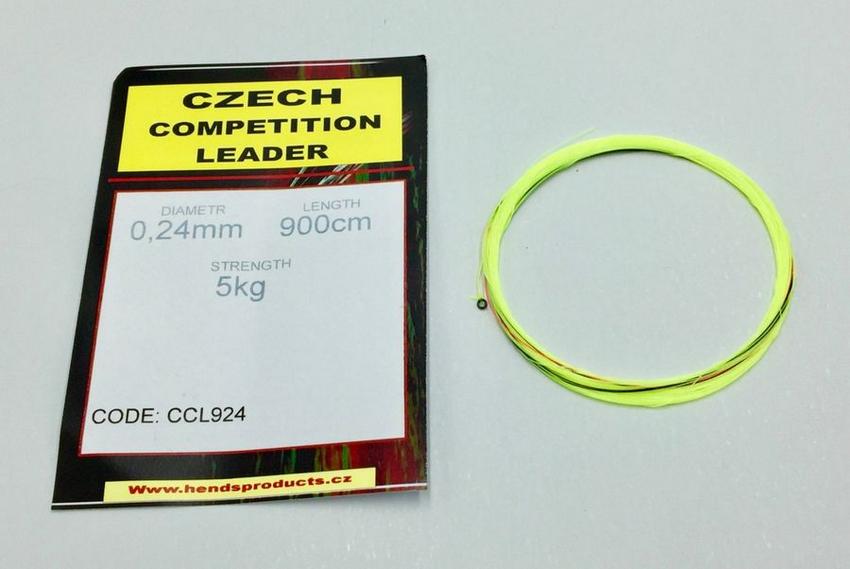 CZECH
COMPETITION
LEADER
DIAMETR LENGTH
0,24mm 900cm
STRENGTH
5kg
CODE: CCL924
Www.hendsproducts.cz